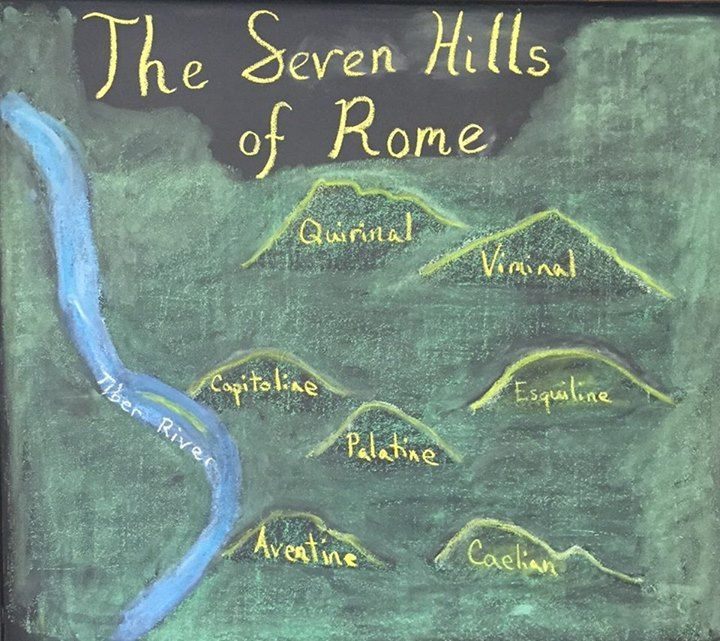 The Seven Hills
of Rome
Quirinal
Viminal
Capitoline
Esquiline
Tiber River
Palatine
Aventine
Caelian